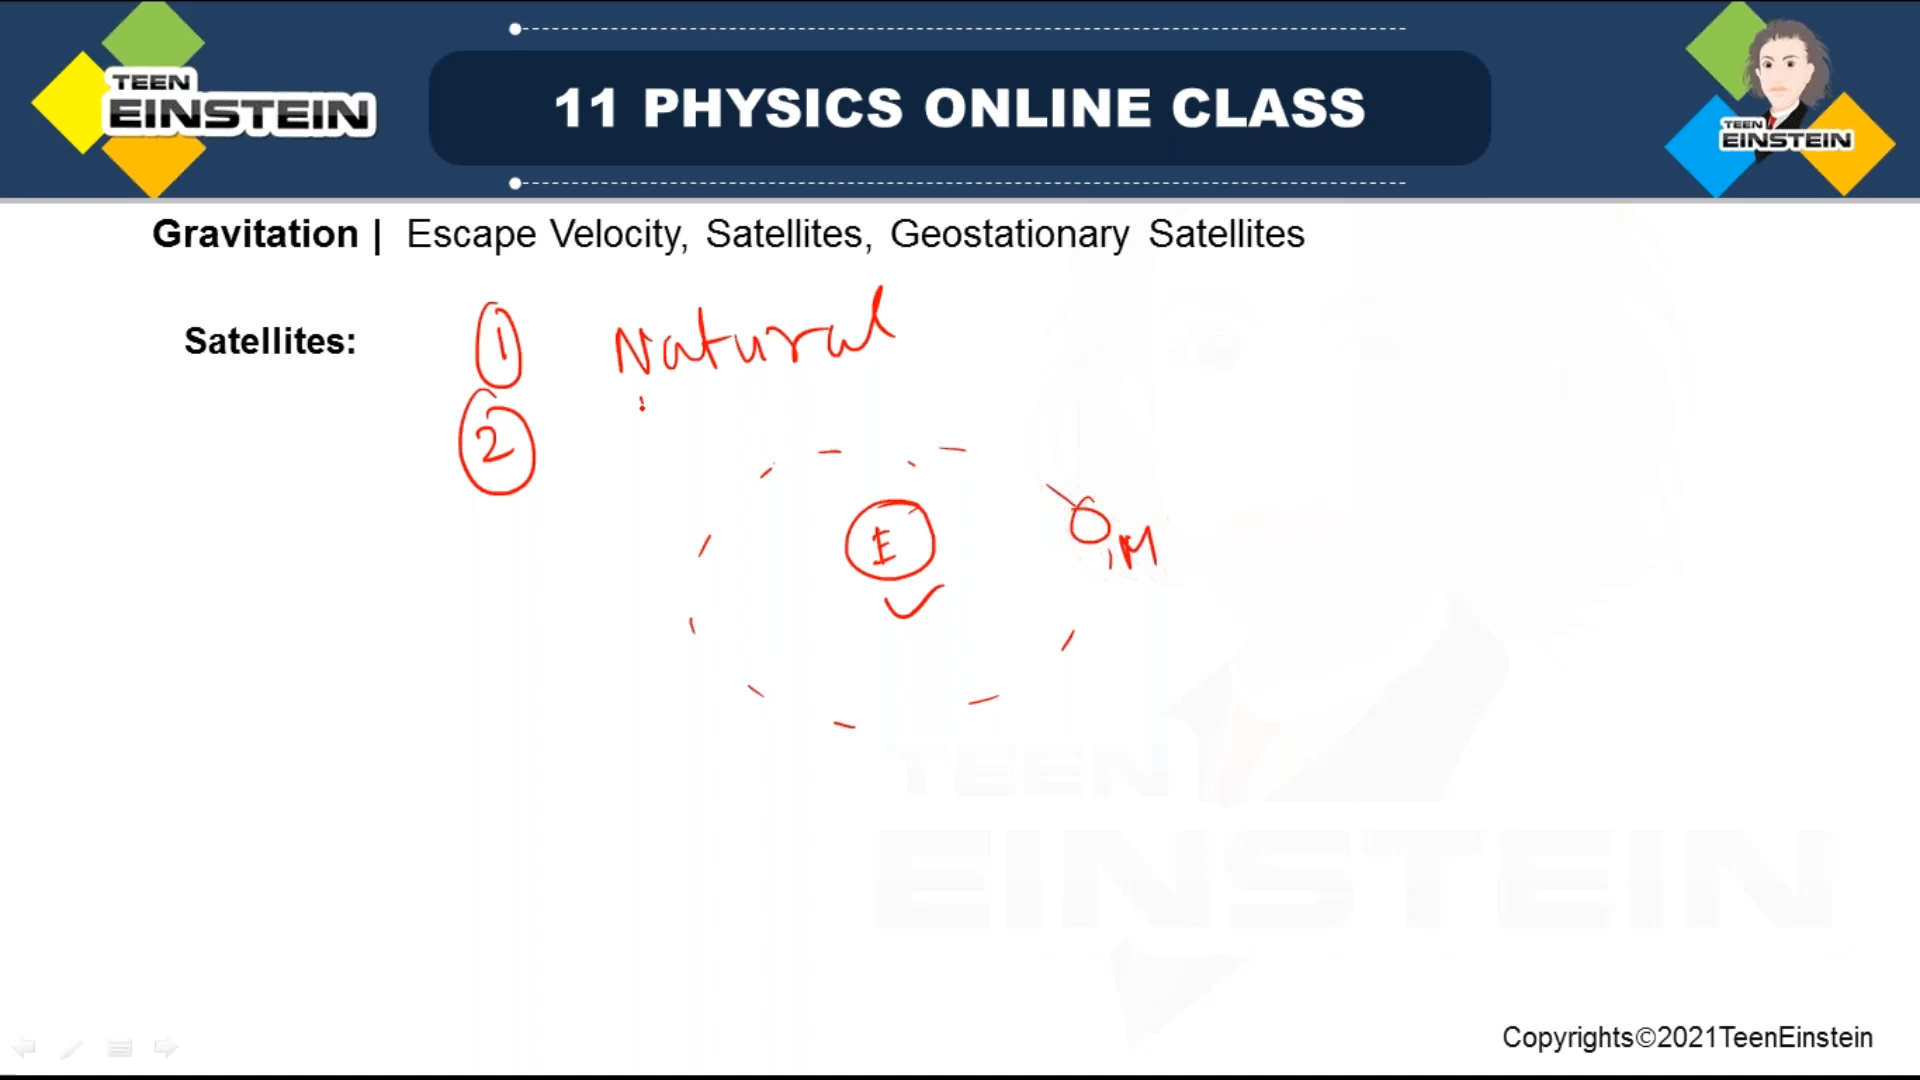 TEEN
EINSTEIN
11 PHYSICS ONLINE CLASS
TEEN
EINSTEIN
Gravitation | Escape Velocity, Satellites, Geostationary Satellites
Satellites:
1 Natural
2
E
M
TEEN
EINSTEIN
Copyrights©2021TeenEinstein